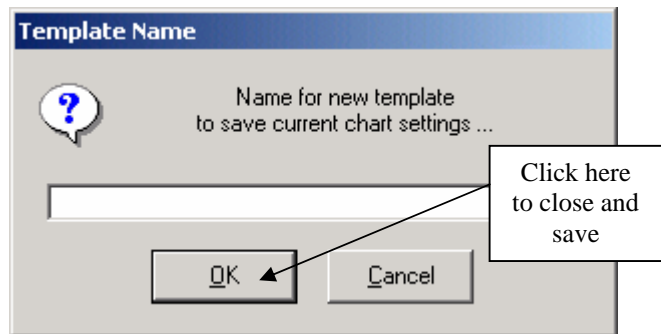 Template Name
?
Name for new template
to save current chart settings ...
Click here
to close and
save
OK
Cancel